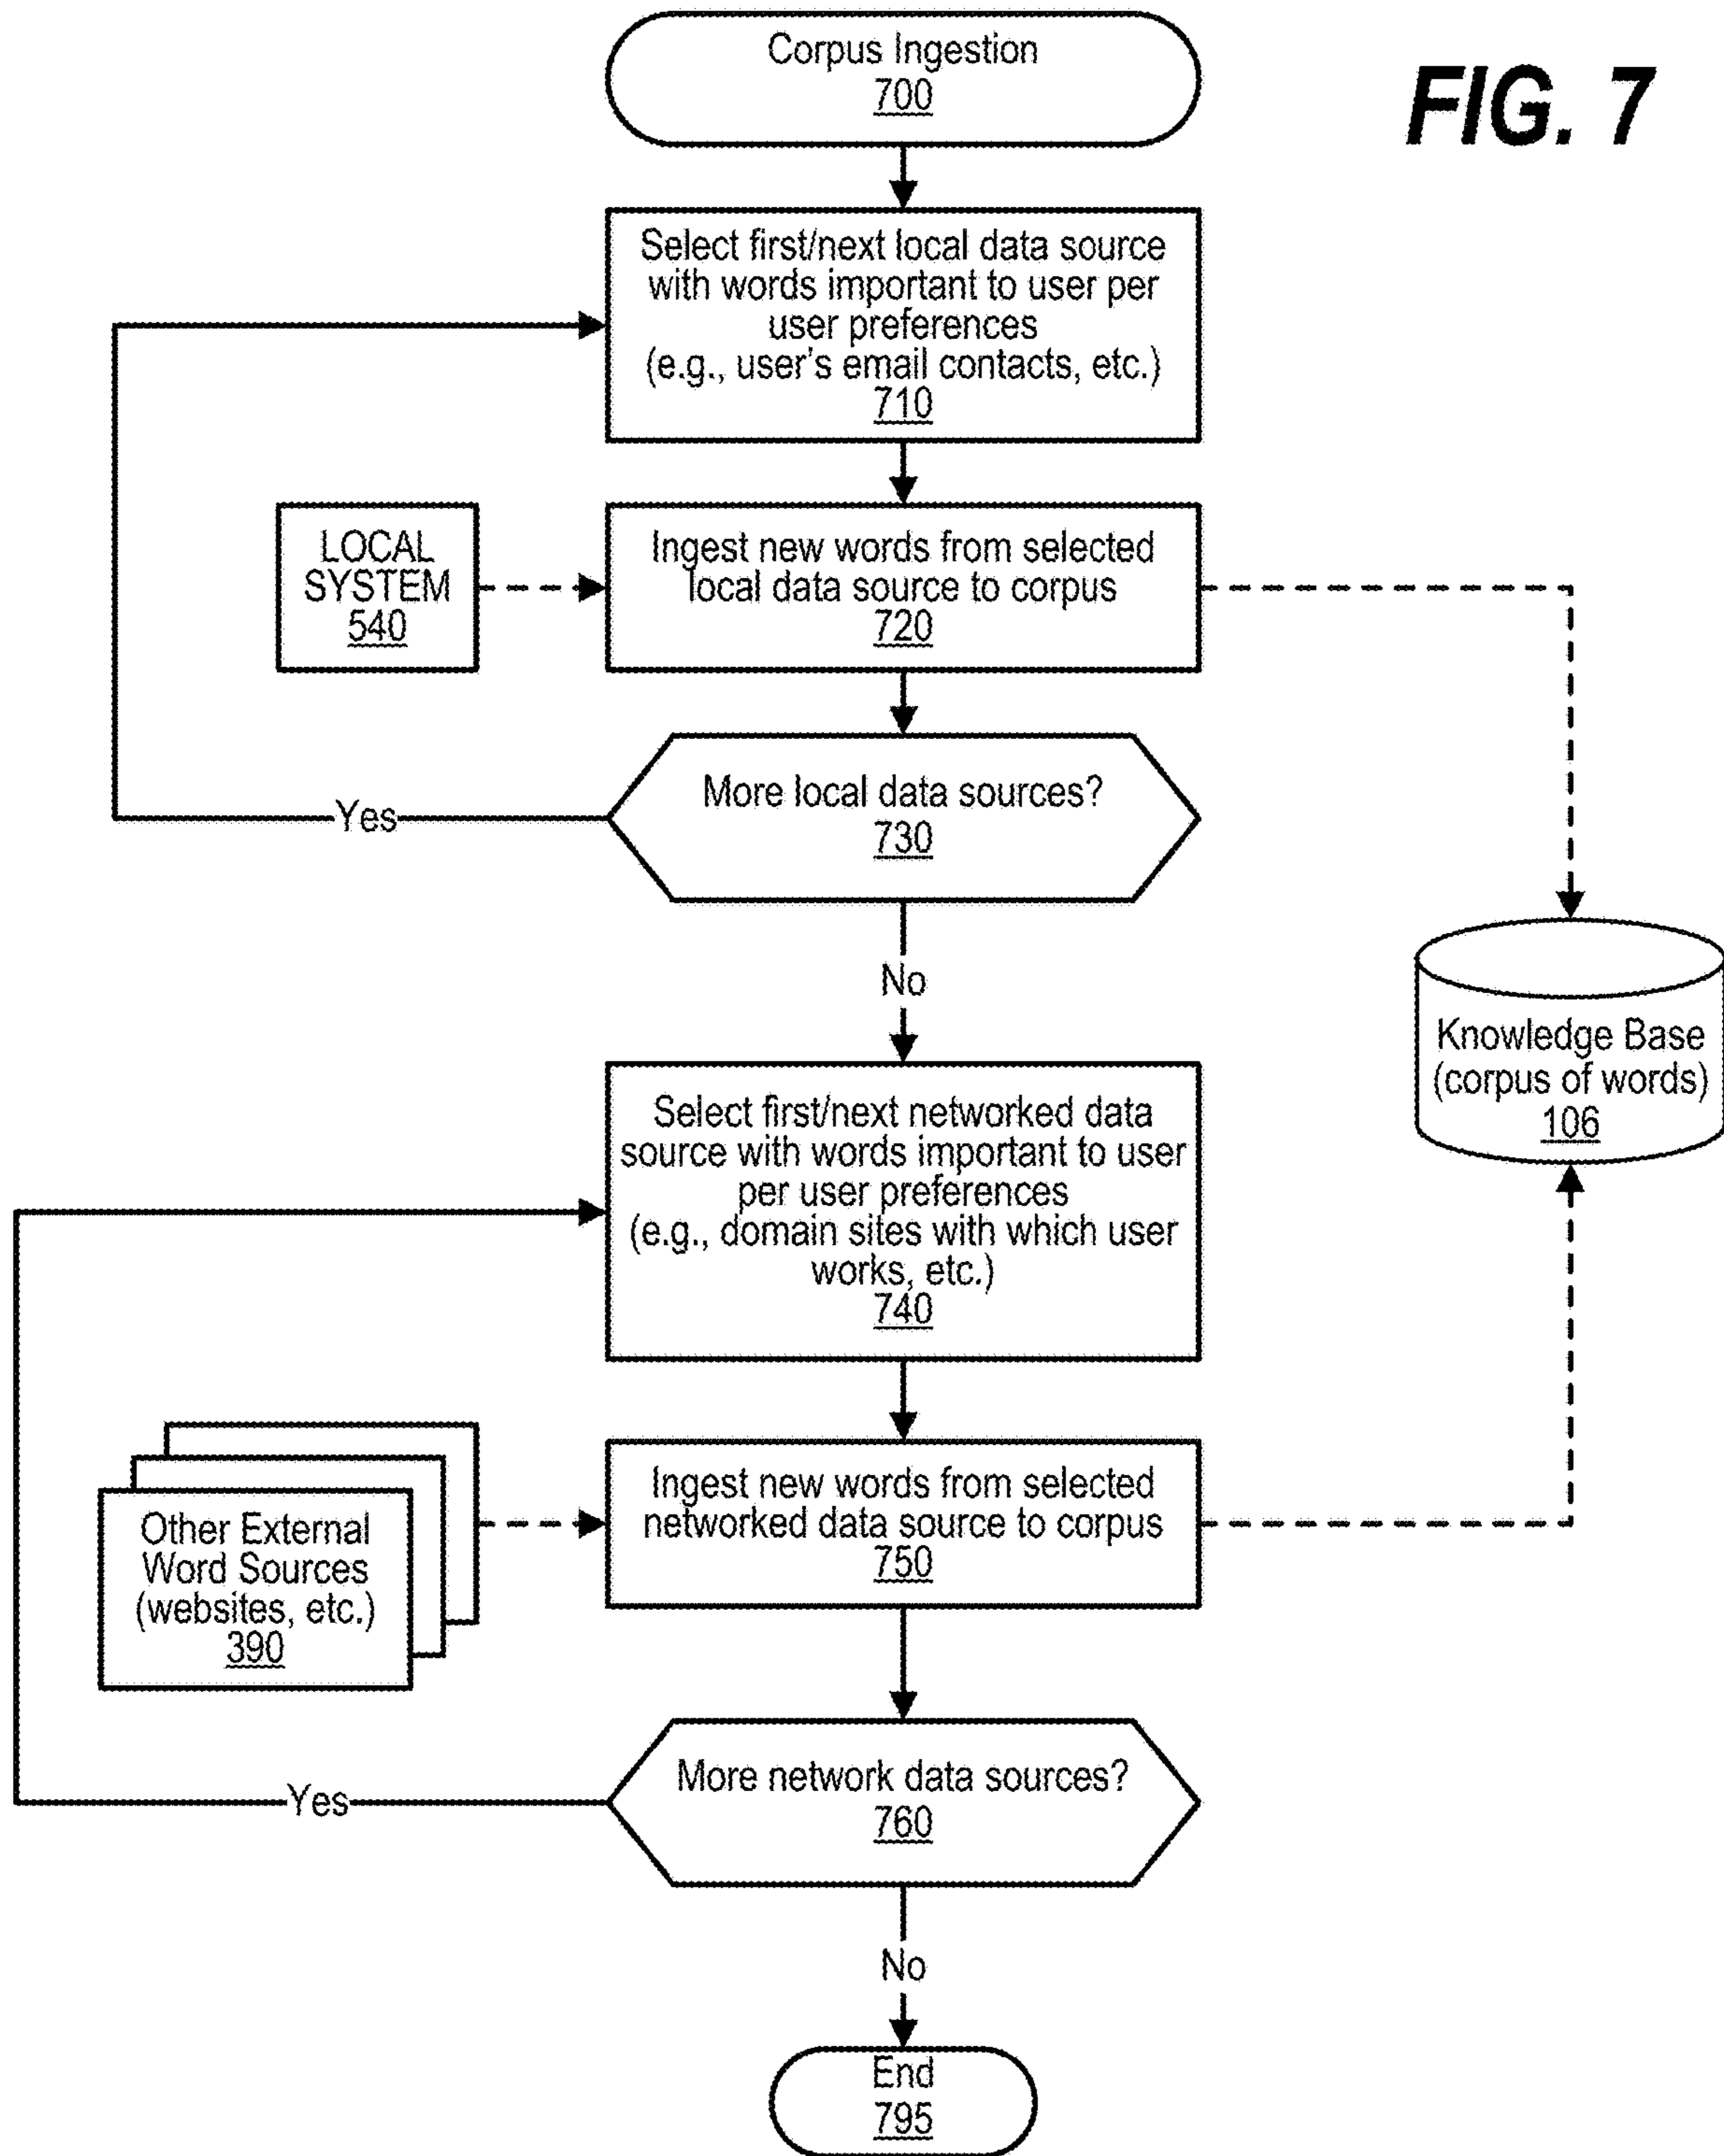 Corpus Ingestion
700
FIG. 7
Select first/next local data source
with words important to user per
user preferences
(e.g., user's email contacts, etc.)
710
LOCAL
SYSTEM
540
Ingest new words from selected
local data source to corpus
720
More local data sources?
730
Yes
No
Knowledge Base
(corpus of words)
106
Select first/next networked data
source with words important to user
per user preferences
(e.g., domain sites with which user
works, etc.)
740
Other External
Word Sources
(websites, etc.)
390
Ingest new words from selected
networked data source to corpus
750
More network data sources?
760
Yes
No
End
795